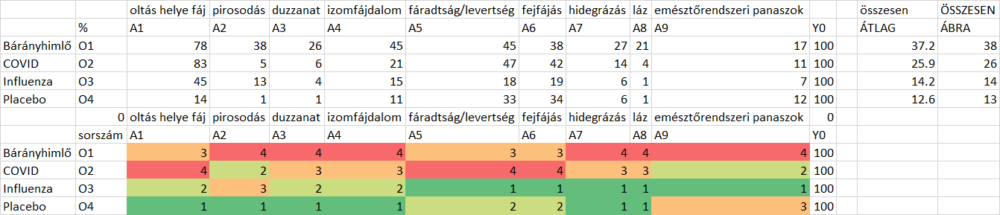 oltás helye fáj pirosodás duzzanat izomfájdalom fáradtság/levertség fejfájás hidegrázás láz emésztőrendszeri panaszok 0 összesen ÖSSZESEN
% A1 A2 A3 A4 A5 A6 A7 A8 A9 Y0 ÁTLAG ÁBRA
Bárányhimlő O1 78 38 26 45 45 38 27 21 17 100 37.2 38
COVID O2 83 5 6 21 47 42 14 4 11 100 25.9 26
Influenza O3 45 13 4 15 18 19 6 1 7 100 14.2 14
Placebo O4 14 1 1 11 33 34 6 1 12 100 12.6 13
0 oltás helye fáj pirosodás duzzanat izomfájdalom fáradtság/levertség fejfájás hidegrázás láz emésztőrendszeri panaszok 0
sorszám A1 A2 A3 A4 A5 A6 A7 A8 A9 Y0
Bárányhimlő O1 3 4 4 4 3 3 4 4 4 100
COVID O2 4 2 3 3 4 4 3 3 2 100
Influenza O3 2 3 2 2 1 1 1 1 1 100
Placebo O4 1 1 1 1 2 2 1 1 3 100